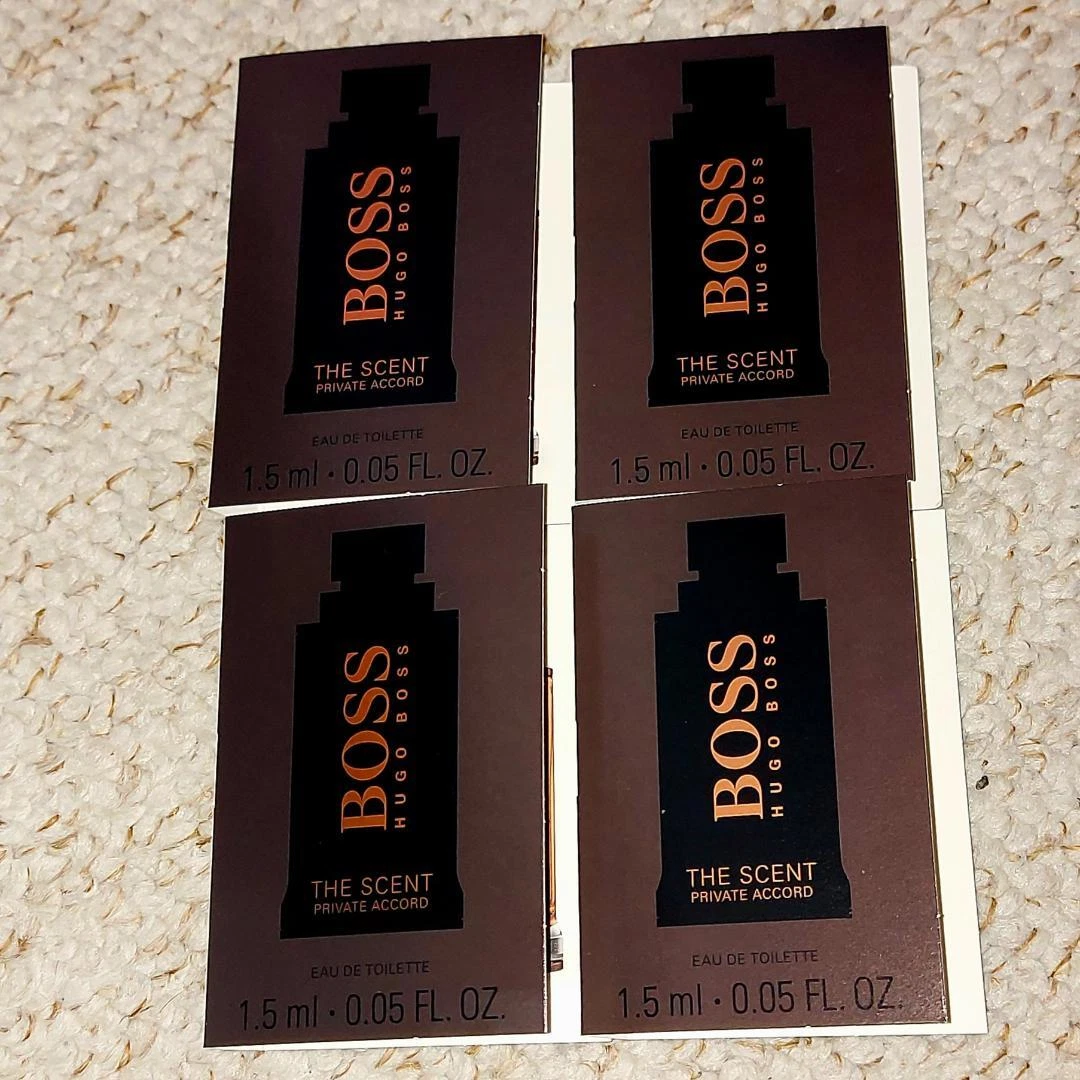 BOSS
HUGO BOSS
THE SCENT
PRIVATE ACCORD
EAU DE TOILETTE
1.5 ml • 0.05 FL. OZ.
BOSS
HUGO BOSS
THE SCENT
PRIVATE ACCORD
EAU DE TOILETTE
1.5 ml • 0.05 FL. OZ.
BOSS
HUGO BOSS
THE SCENT
PRIVATE ACCORD
EAU DE TOILETTE
1.5 ml • 0.05 FL. OZ.
BOSS
HUGO BOSS
THE SCENT
PRIVATE ACCORD
EAU DE TOILETTE
1.5 ml • 0.05 FL. OZ.